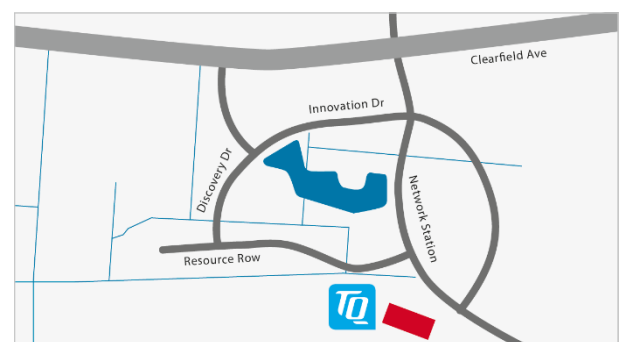 Clearfield Ave
Innovation Dr
Discovery Dr
Network Station
Resource Row
TQ